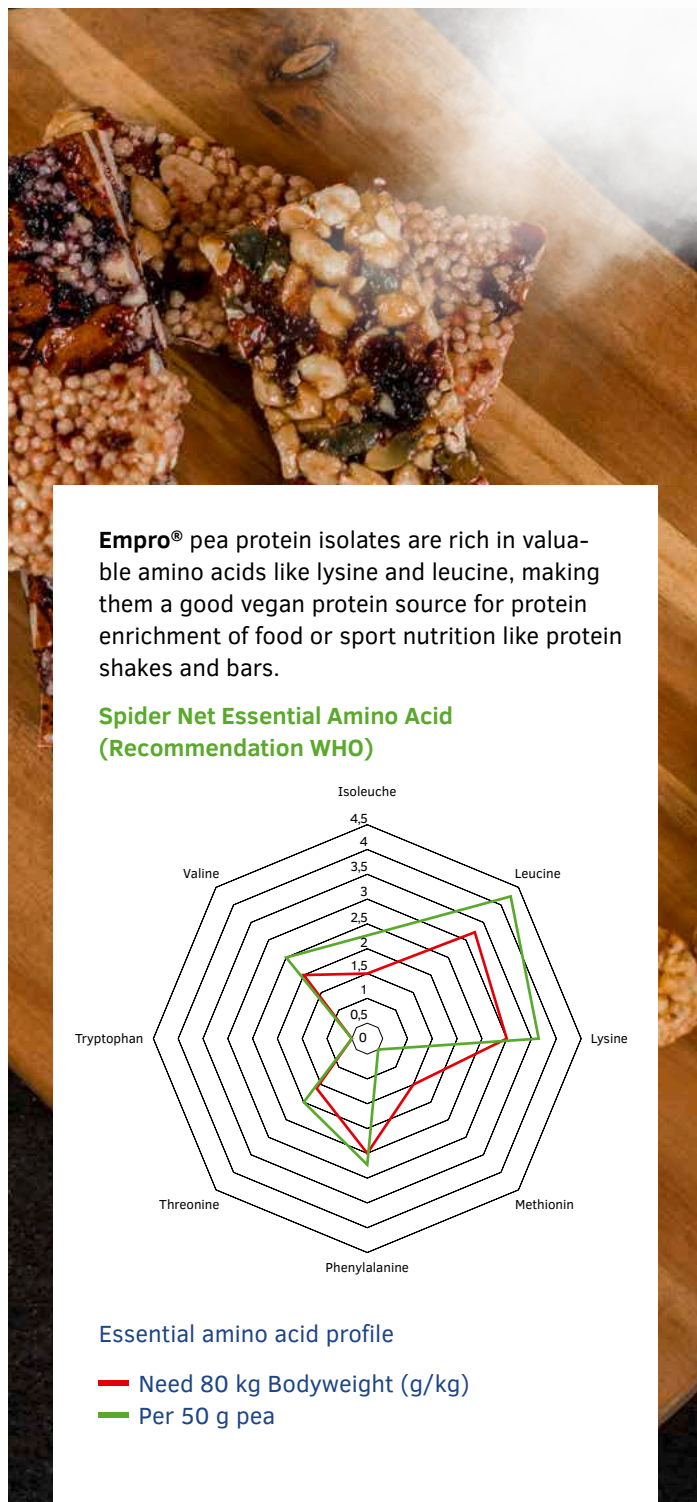 Empro® pea protein isolates are rich in valua-
ble amino acids like lysine and leucine, making
them a good vegan protein source for protein
enrichment of food or sport nutrition like protein
shakes and bars.
Spider Net Essential Amino Acid
(Recommendation WHO)
Isoleuche
4,5
4
Valine
Leucine
3,5
3
2,5
2
1,5
1
0,5
0
Tryptophan
Lysine
Threonine
Methionin
Phenylalanine
Essential amino acid profile
Need 80 kg Bodyweight (g/kg)
Per 50 g pea